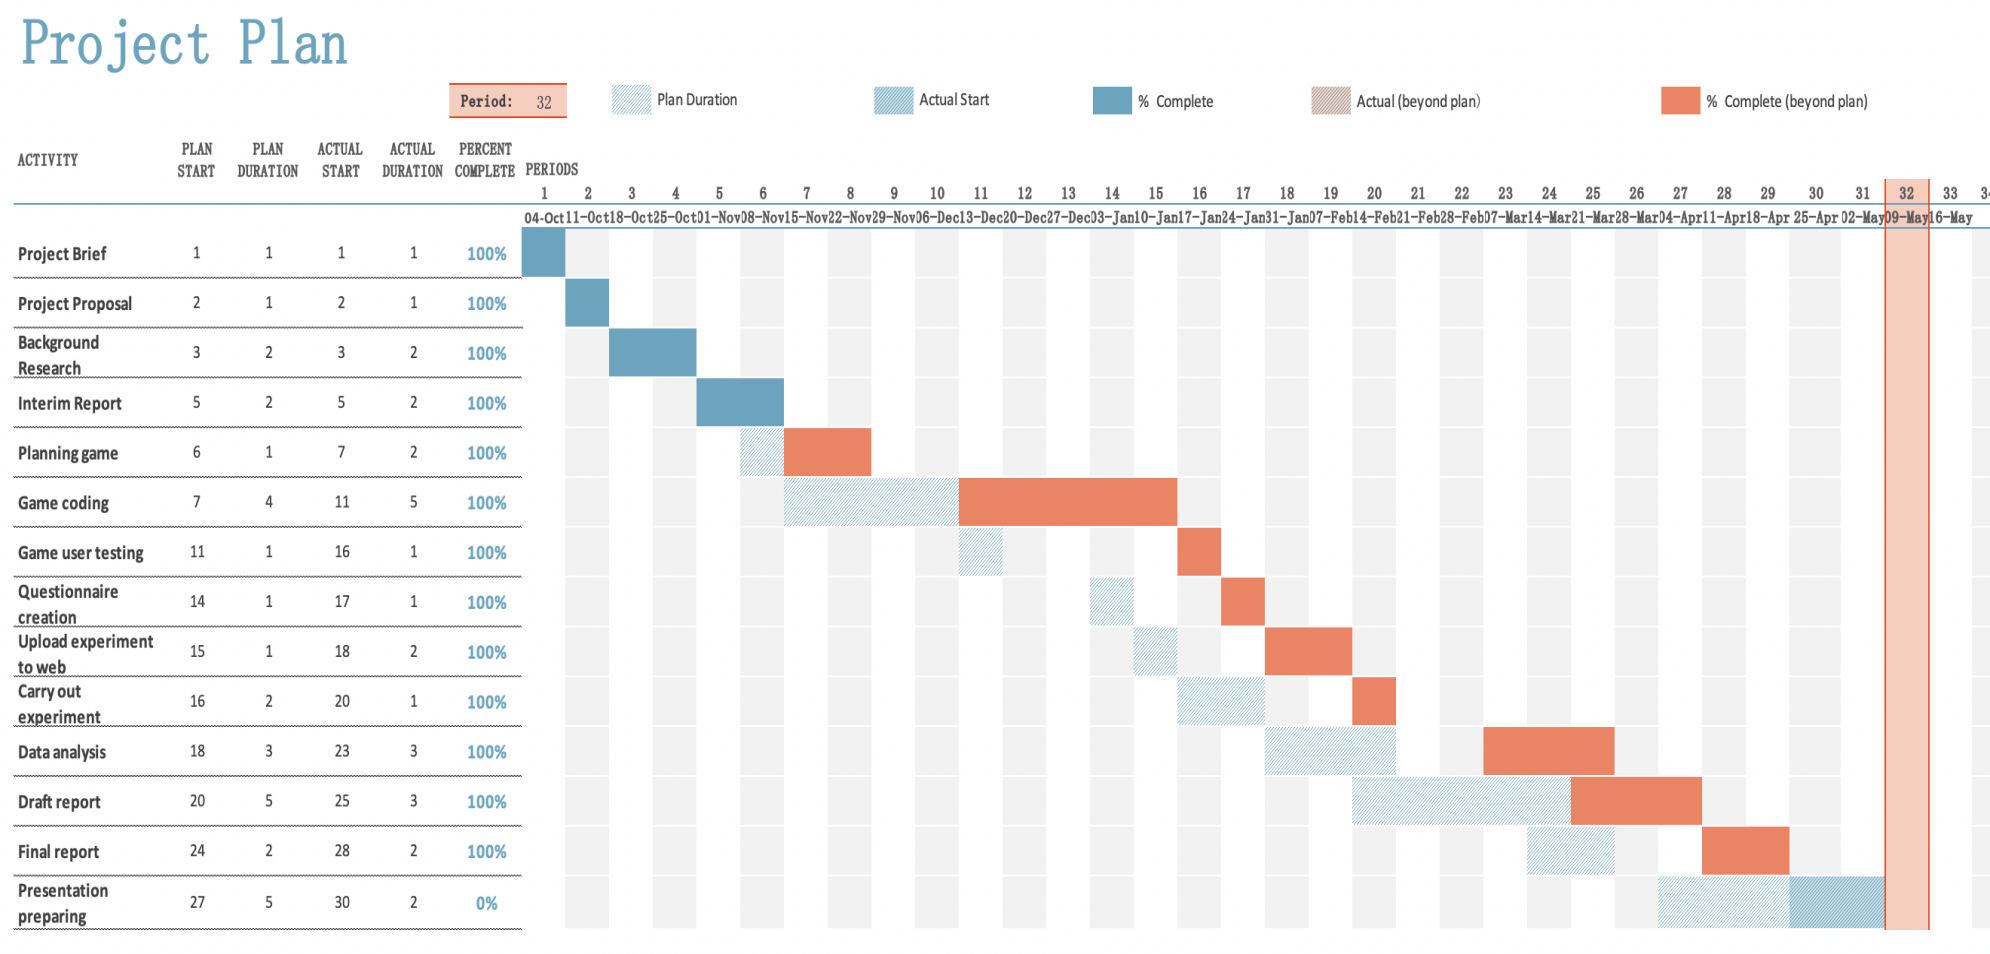 Project Plan
Period: 32
Plan Duration
Actual Start
% Complete
Actual (beyond plan)
% Complete (beyond plan)
ACTIVITY
PLAN START
PLAN DURATION
ACTUAL START
ACTUAL DURATION
PERCENT COMPLETE
PERIODS
1 2 3 4 5 6 7 8 9 10 11 12 13 14 15 16 17 18 19 20 21 22 23 24 25 26 27 28 29 30 31 32 33
04-Oct 11-Oct 18-Oct 25-Oct 01-Nov 08-Nov 15-Nov 22-Nov 29-Nov 06-Dec 13-Dec 20-Dec 27-Dec 03-Jan 10-Jan 17-Jan 24-Jan 31-Jan 07-Feb 14-Feb 21-Feb 28-Feb 07-Mar 14-Mar 21-Mar 28-Mar 04-Apr 11-Apr 18-Apr 25-Apr 02-May 09-May 16-May
Project Brief 1 1 1 1 100%
Project Proposal 2 1 2 1 100%
Background Research 3 2 3 2 100%
Interim Report 5 2 5 2 100%
Planning game 6 1 7 2 100%
Game coding 7 4 11 5 100%
Game user testing 11 1 16 1 100%
Questionnaire creation 14 1 17 1 100%
Upload experiment to web 15 1 18 2 100%
Carry out experiment 16 2 20 1 100%
Data analysis 18 3 23 3 100%
Draft report 20 5 25 3 100%
Final report 24 2 28 2 100%
Presentation preparing 27 5 30 2 0%